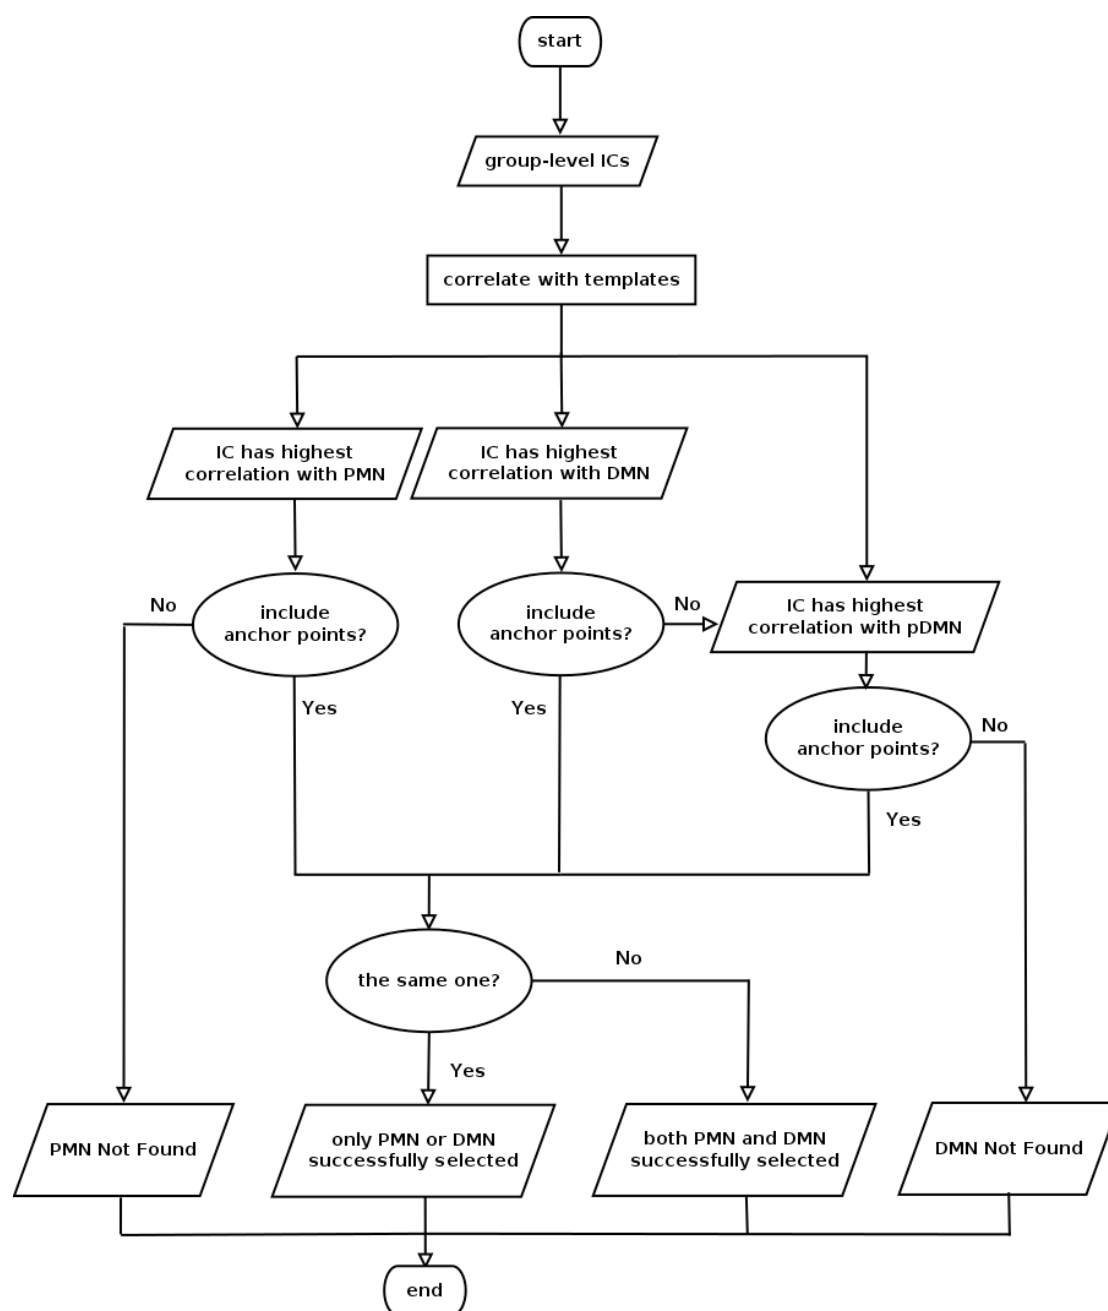 start
group-level ICs
correlate with templates
IC has highest
correlation with PMN
IC has highest
correlation with DMN
No
include
anchor points?
include
anchor points?
No
IC has highest
correlation with pDMN
Yes
Yes
include
anchor points?
No
Yes
the same one?
No
Yes
PMN Not Found
only PMN or DMN
successfully selected
both PMN and DMN
successfully selected
DMN Not Found
end